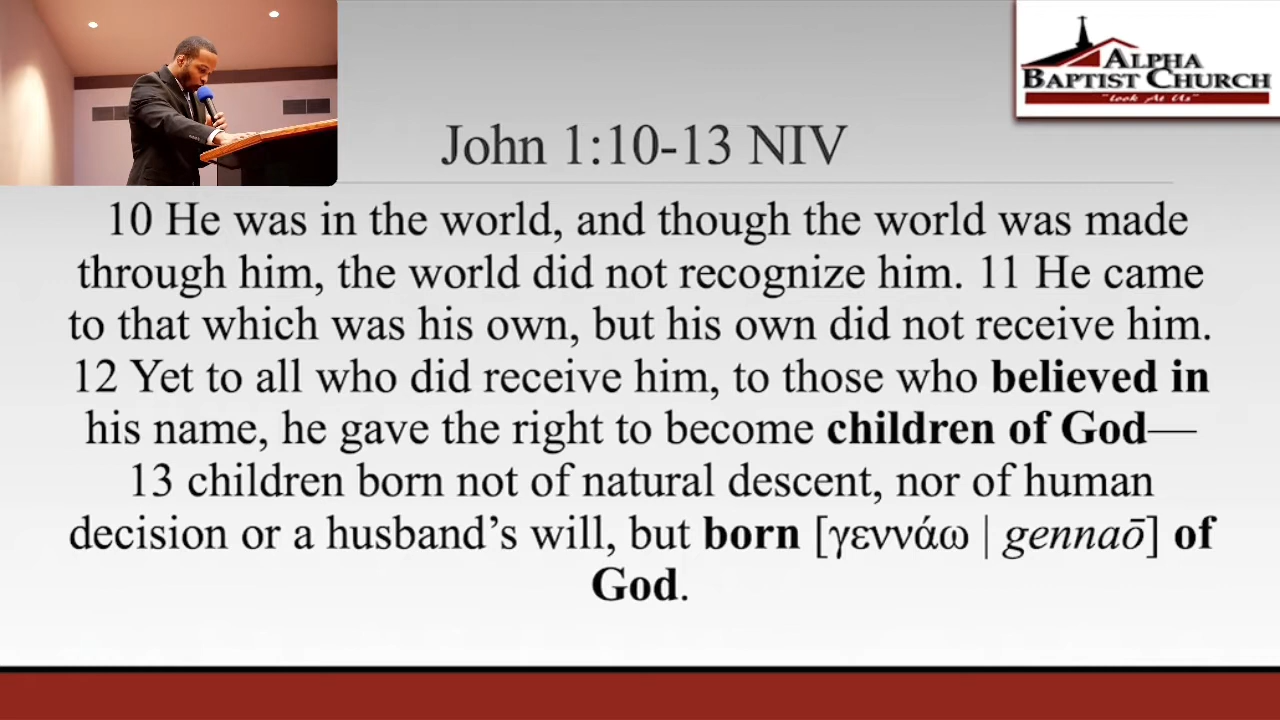 ALPHA
BAPTIST CHURCH
"Look At Us"
John 1:10-13 NIV
10 He was in the world, and though the world was made
through him, the world did not recognize him. 11 He came
to that which was his own, but his own did not receive him.
12 Yet to all who did receive him, to those who believed in
his name, he gave the right to become children of God—
13 children born not of natural descent, nor of human
decision or a husband’s will, but born [γεννάω | gennaō] of
God.